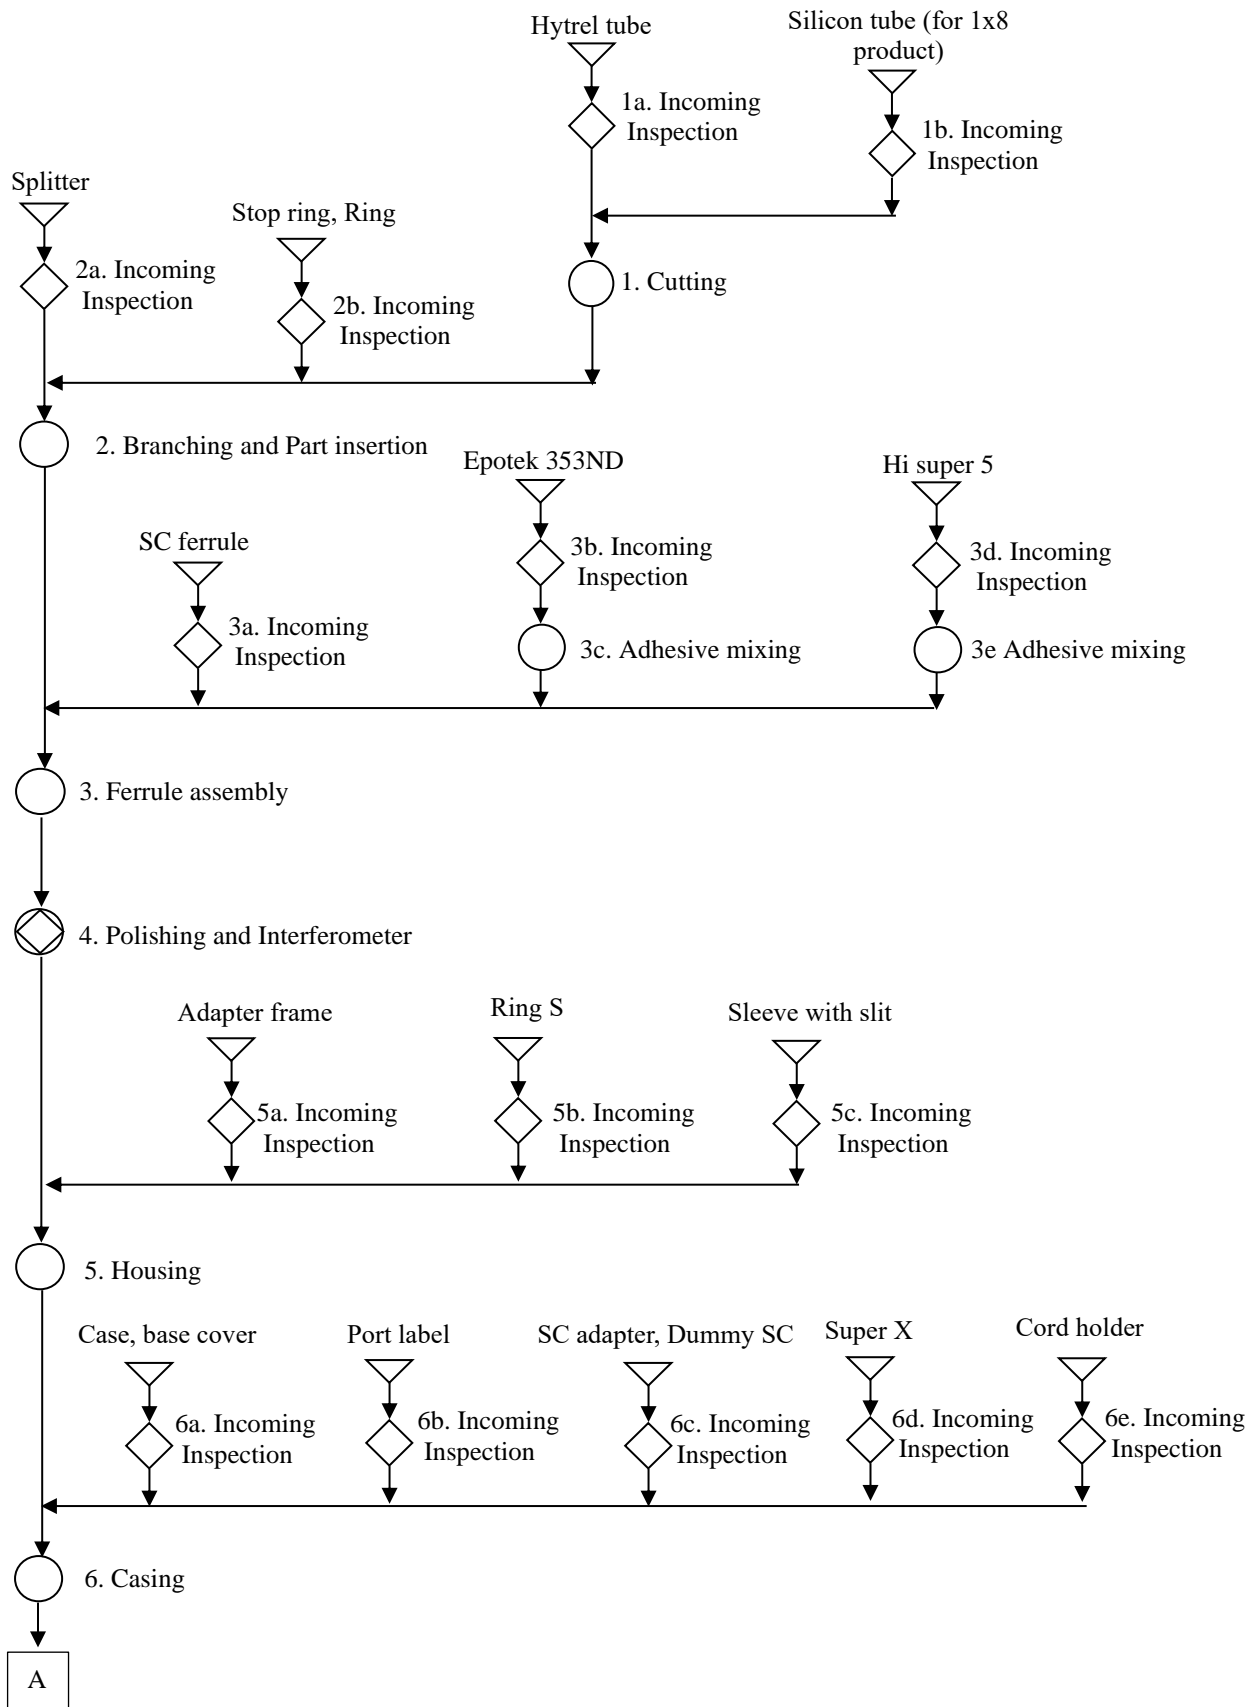 Hytrel tube
Silicon tube (for 1x8
product)
1a. Incoming
Inspection
1b. Incoming
Inspection
Splitter
Stop ring, Ring
2a. Incoming
Inspection
2b. Incoming
Inspection
1. Cutting
2. Branching and Part insertion
Epotek 353ND
Hi super 5
SC ferrule
3b. Incoming
Inspection
3d. Incoming
Inspection
3a. Incoming
Inspection
3c. Adhesive mixing
3e Adhesive mixing
3. Ferrule assembly
4. Polishing and Interferometer
Adapter frame
Ring S
Sleeve with slit
5a. Incoming
Inspection
5b. Incoming
Inspection
5c. Incoming
Inspection
5. Housing
Case, base cover
Port label
SC adapter, Dummy SC
Super X
Cord holder
6a. Incoming
Inspection
6b. Incoming
Inspection
6c. Incoming
Inspection
6d. Incoming
Inspection
6e. Incoming
Inspection
6. Casing
A